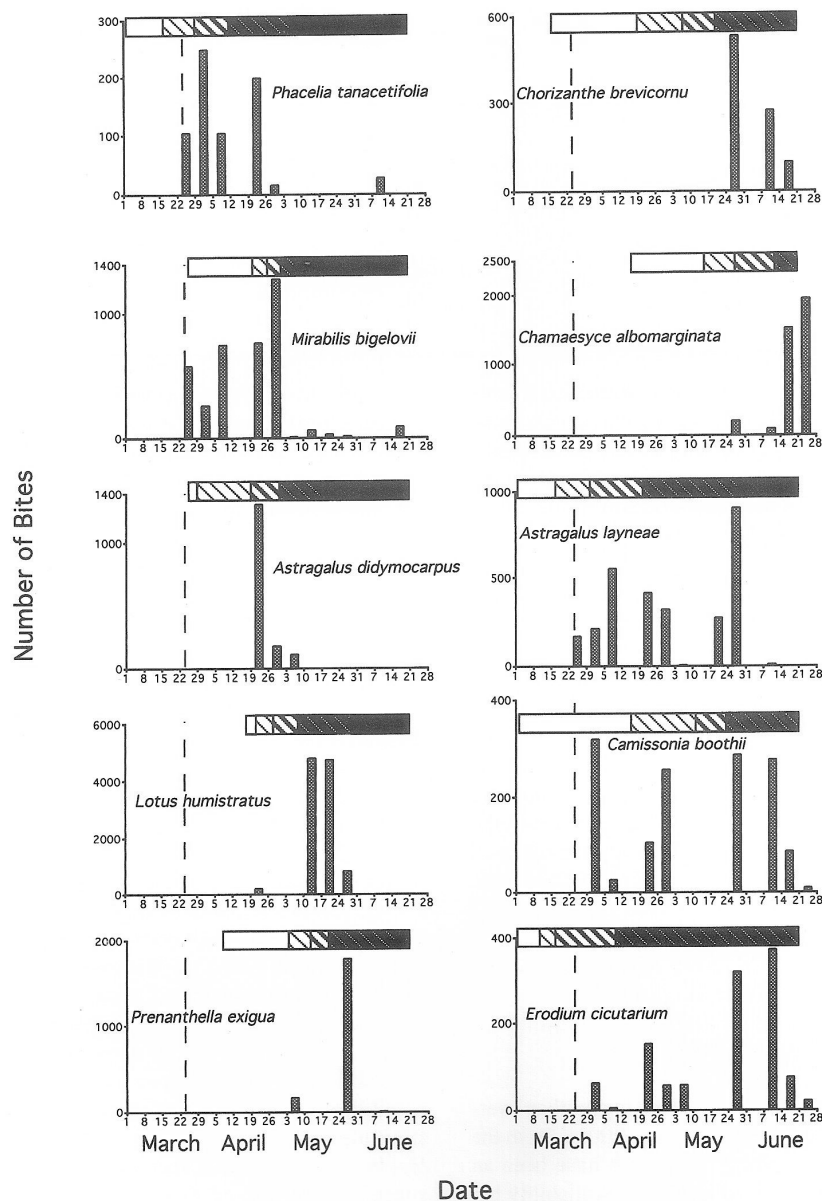 Number of Bites
300
200
100
0
Phacelia tanacetifolia
1 8 15 22 29 5 12 19 26 3 10 17 24 31 7 14 21 28
600
300
0
Chorizanthe brevicornu
1 8 15 22 29 5 12 19 26 3 10 17 24 31 7 14 21 28
1400
1000
0
Mirabilis bigelovii
1 8 15 22 29 5 12 19 26 3 10 17 24 31 7 14 21 28
2500
2000
1000
0
Chamaesyce albomarginata
1 8 15 22 29 5 12 19 26 3 10 17 24 31 7 14 21 28
1400
1000
0
Astragalus didymocarpus
1 8 15 22 29 5 12 19 26 3 10 17 24 31 7 14 21 28
1000
500
0
Astragalus layneae
1 8 15 22 29 5 12 19 26 3 10 17 24 31 7 14 21 28
6000
4000
2000
0
Lotus humistratus
1 8 15 22 29 5 12 19 26 3 10 17 24 31 7 14 21 28
400
200
0
Camissonia boothii
1 8 15 22 29 5 12 19 26 3 10 17 24 31 7 14 21 28
2000
1000
0
Prenanthella exigua
1 8 15 22 29 5 12 19 26 3 10 17 24 31 7 14 21 28
March April May June
400
200
0
Erodium cicutarium
1 8 15 22 29 5 12 19 26 3 10 17 24 31 7 14 21 28
March April May June
Date